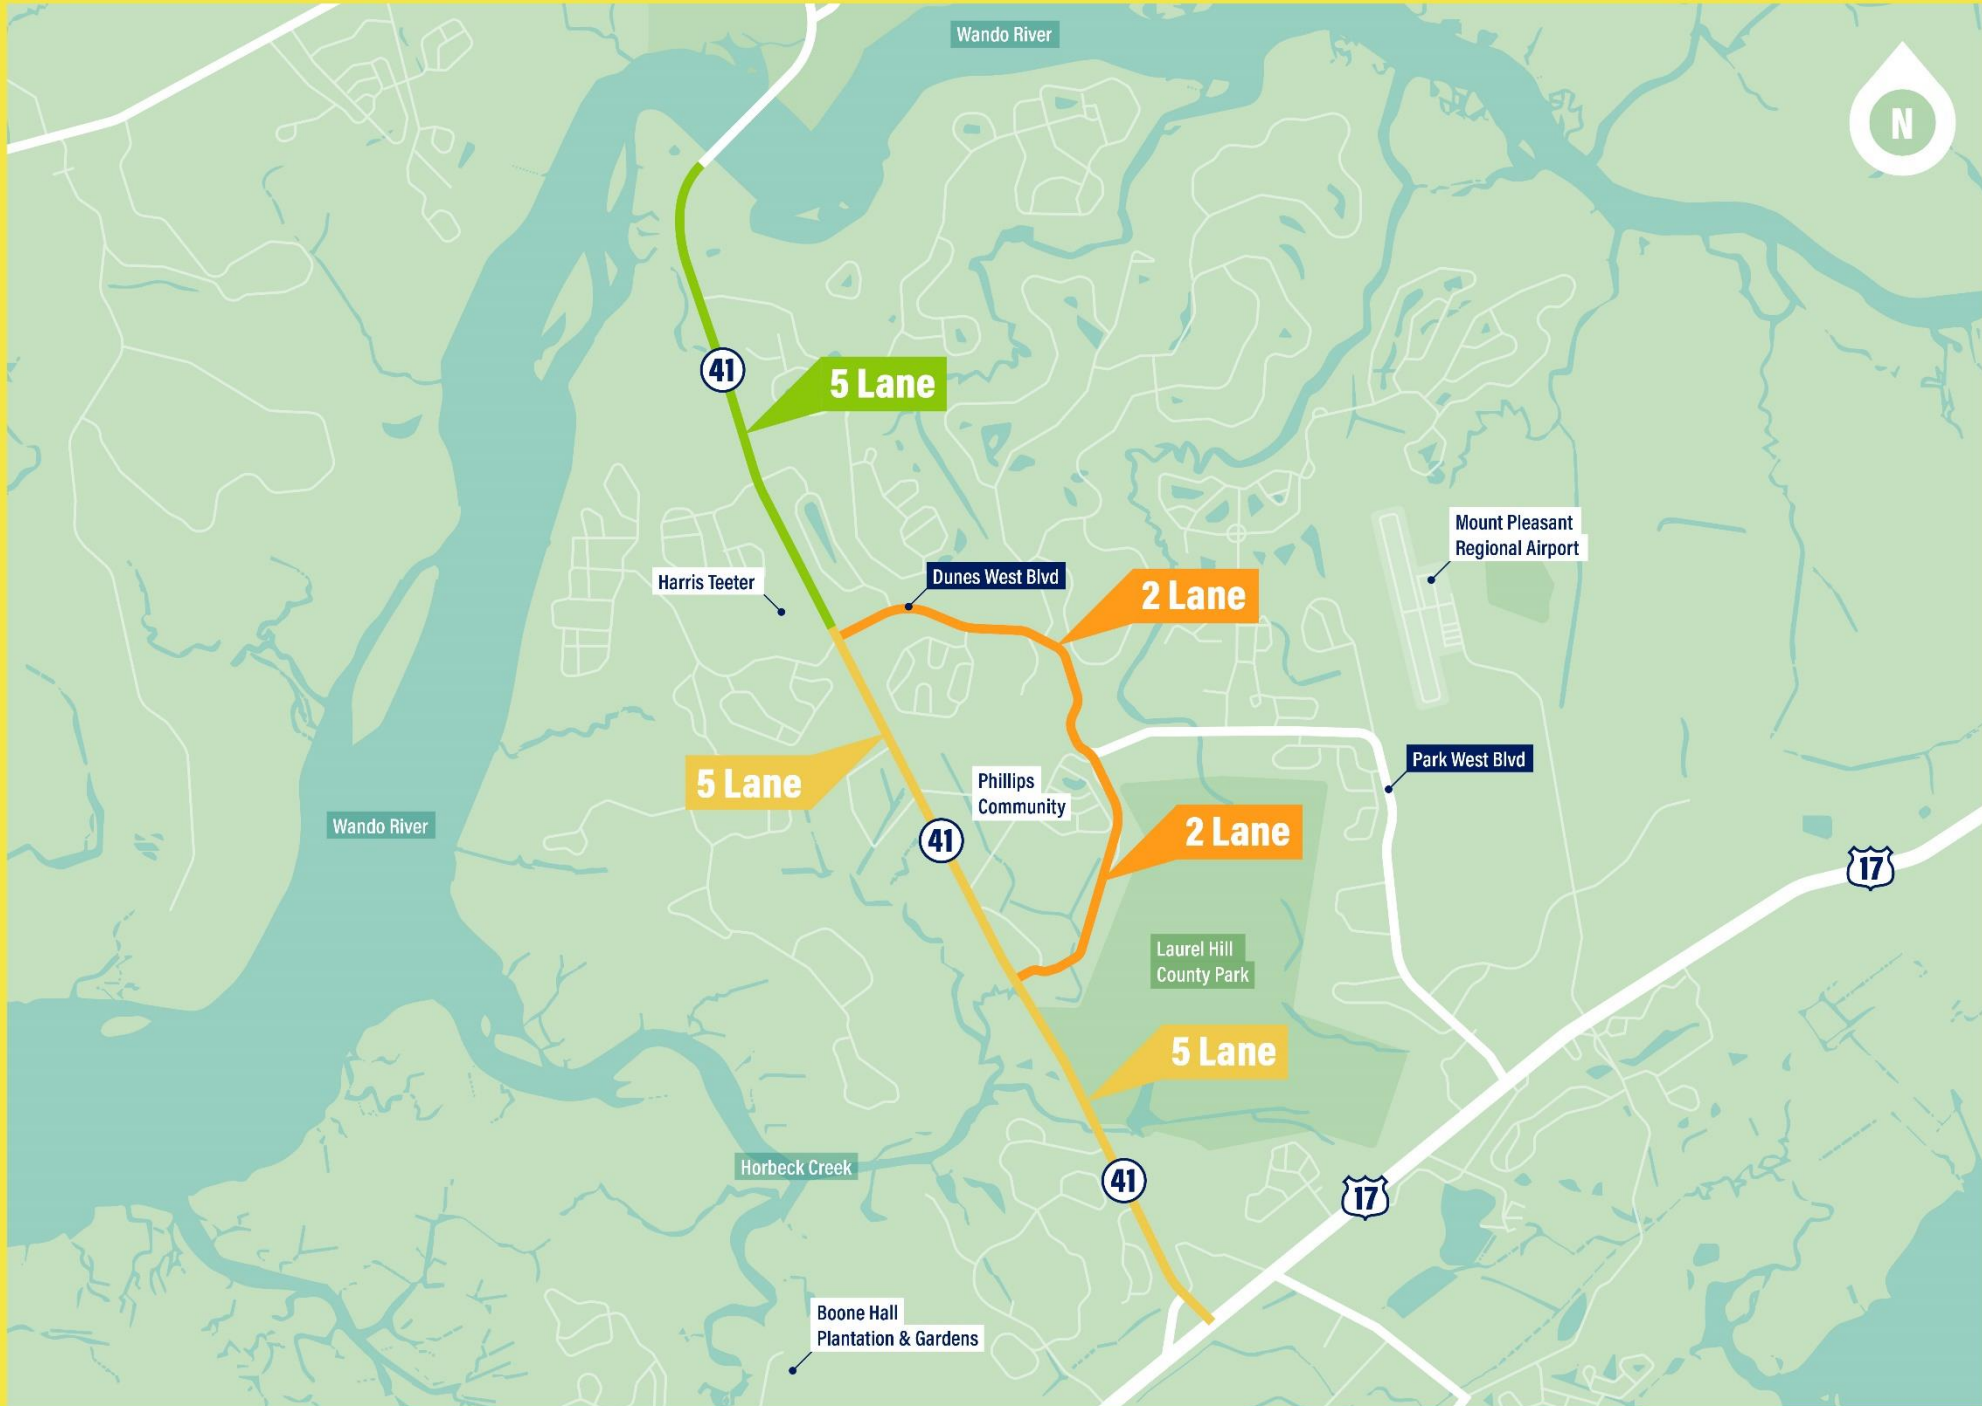 Wando River
N
41
5 Lane
Mount Pleasant
Regional Airport
Harris Teeter
Dunes West Blvd
2 Lane
Park West Blvd
5 Lane
Phillips
Community
Wando River
41
2 Lane
17
Laurel Hill
County Park
5 Lane
Horbeck Creek
41
17
Boone Hall
Plantation & Gardens